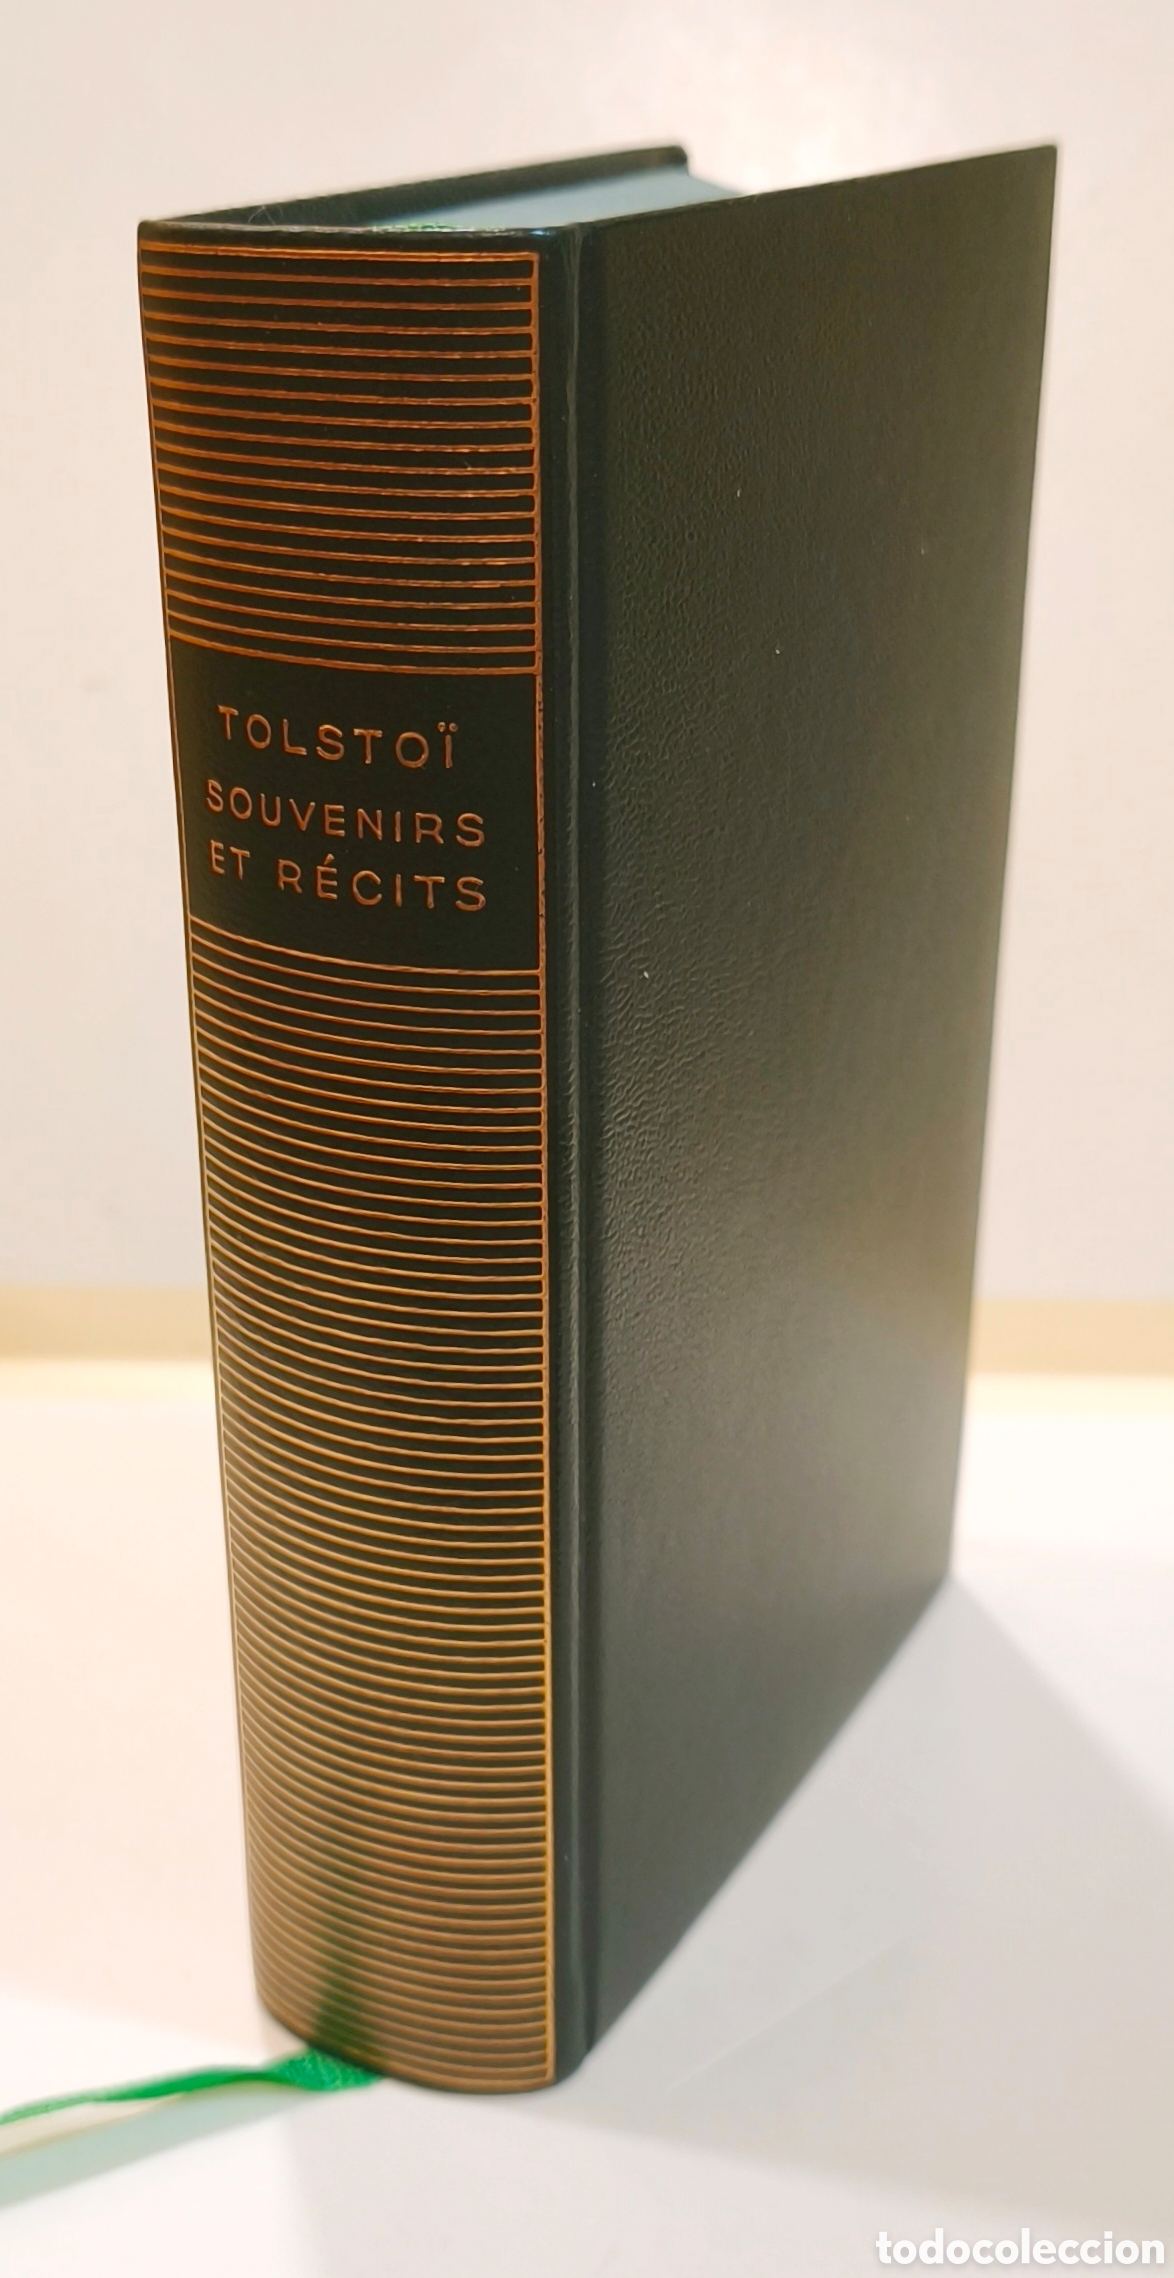 TOLSTOÏ
SOUVENIRS
ET RÉCITS
todocoleccion